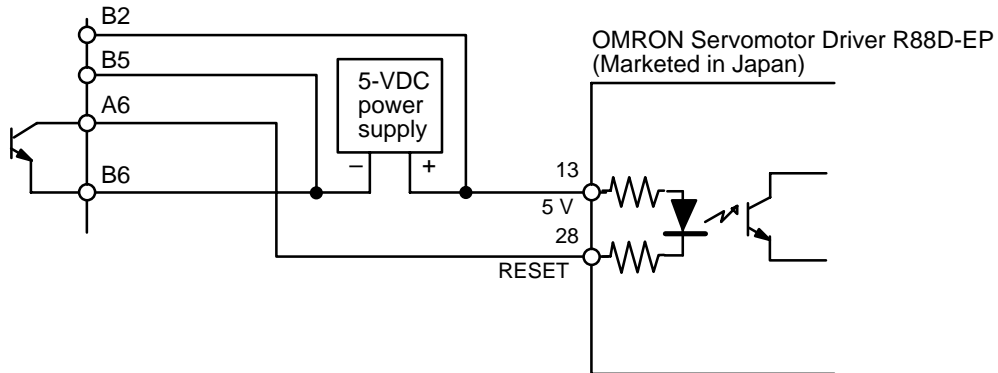 B2
B5
A6
B6
5-VDC
power
supply
– +
OMRON Servomotor Driver R88D-EP
(Marketed in Japan)
13
5 V
28
RESET